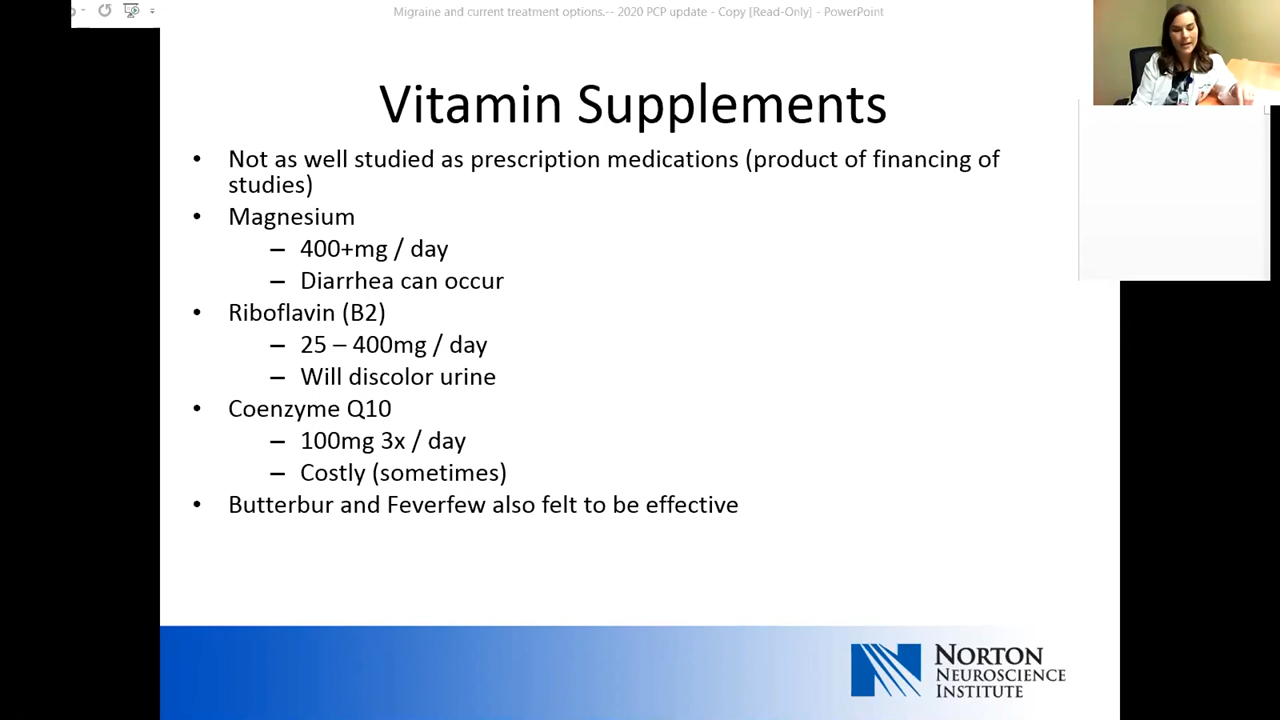 Migraine and current treatment options.-- 2020 PCP update - Copy [Read-Only] - PowerPoint
Vitamin Supplements
• Not as well studied as prescription medications (product of financing of
studies)
• Magnesium
– 400+mg / day
– Diarrhea can occur
• Riboflavin (B2)
– 25 – 400mg / day
– Will discolor urine
• Coenzyme Q10
– 100mg 3x / day
– Costly (sometimes)
• Butterbur and Feverfew also felt to be effective
NORTON
NEUROSCIENCE
INSTITUTE